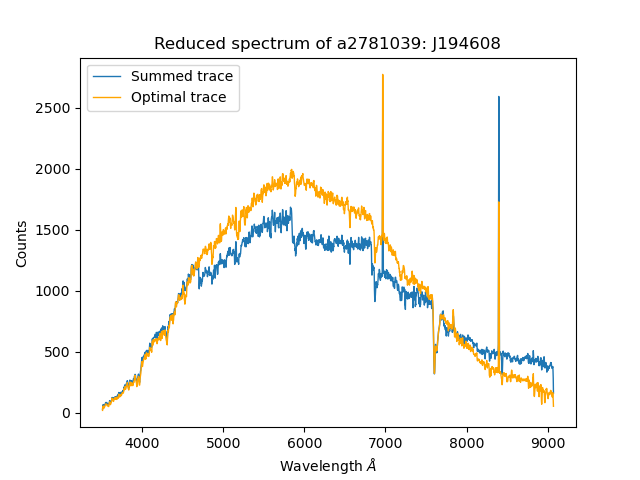 Reduced spectrum of a2781039: J194608
Summed trace
Optimal trace
2500
2000
1500
1000
500
0
Counts
4000 5000 6000 7000 8000 9000
Wavelength Å